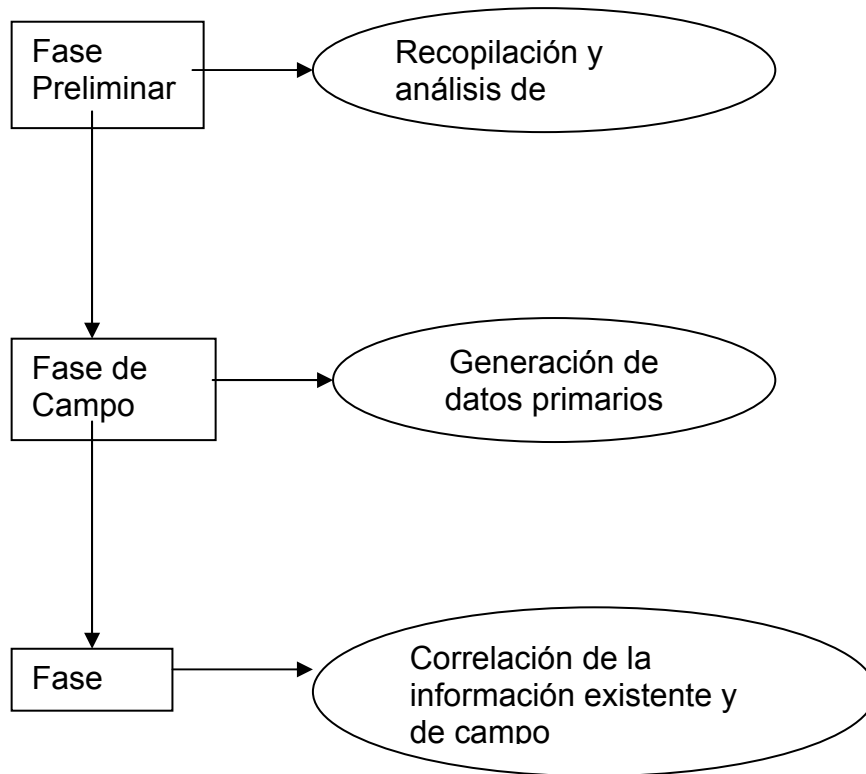 Fase
Preliminar
Recopilación y
análisis de
Fase de
Campo
Generación de
datos primarios
Fase
Correlación de la
información existente y
de campo